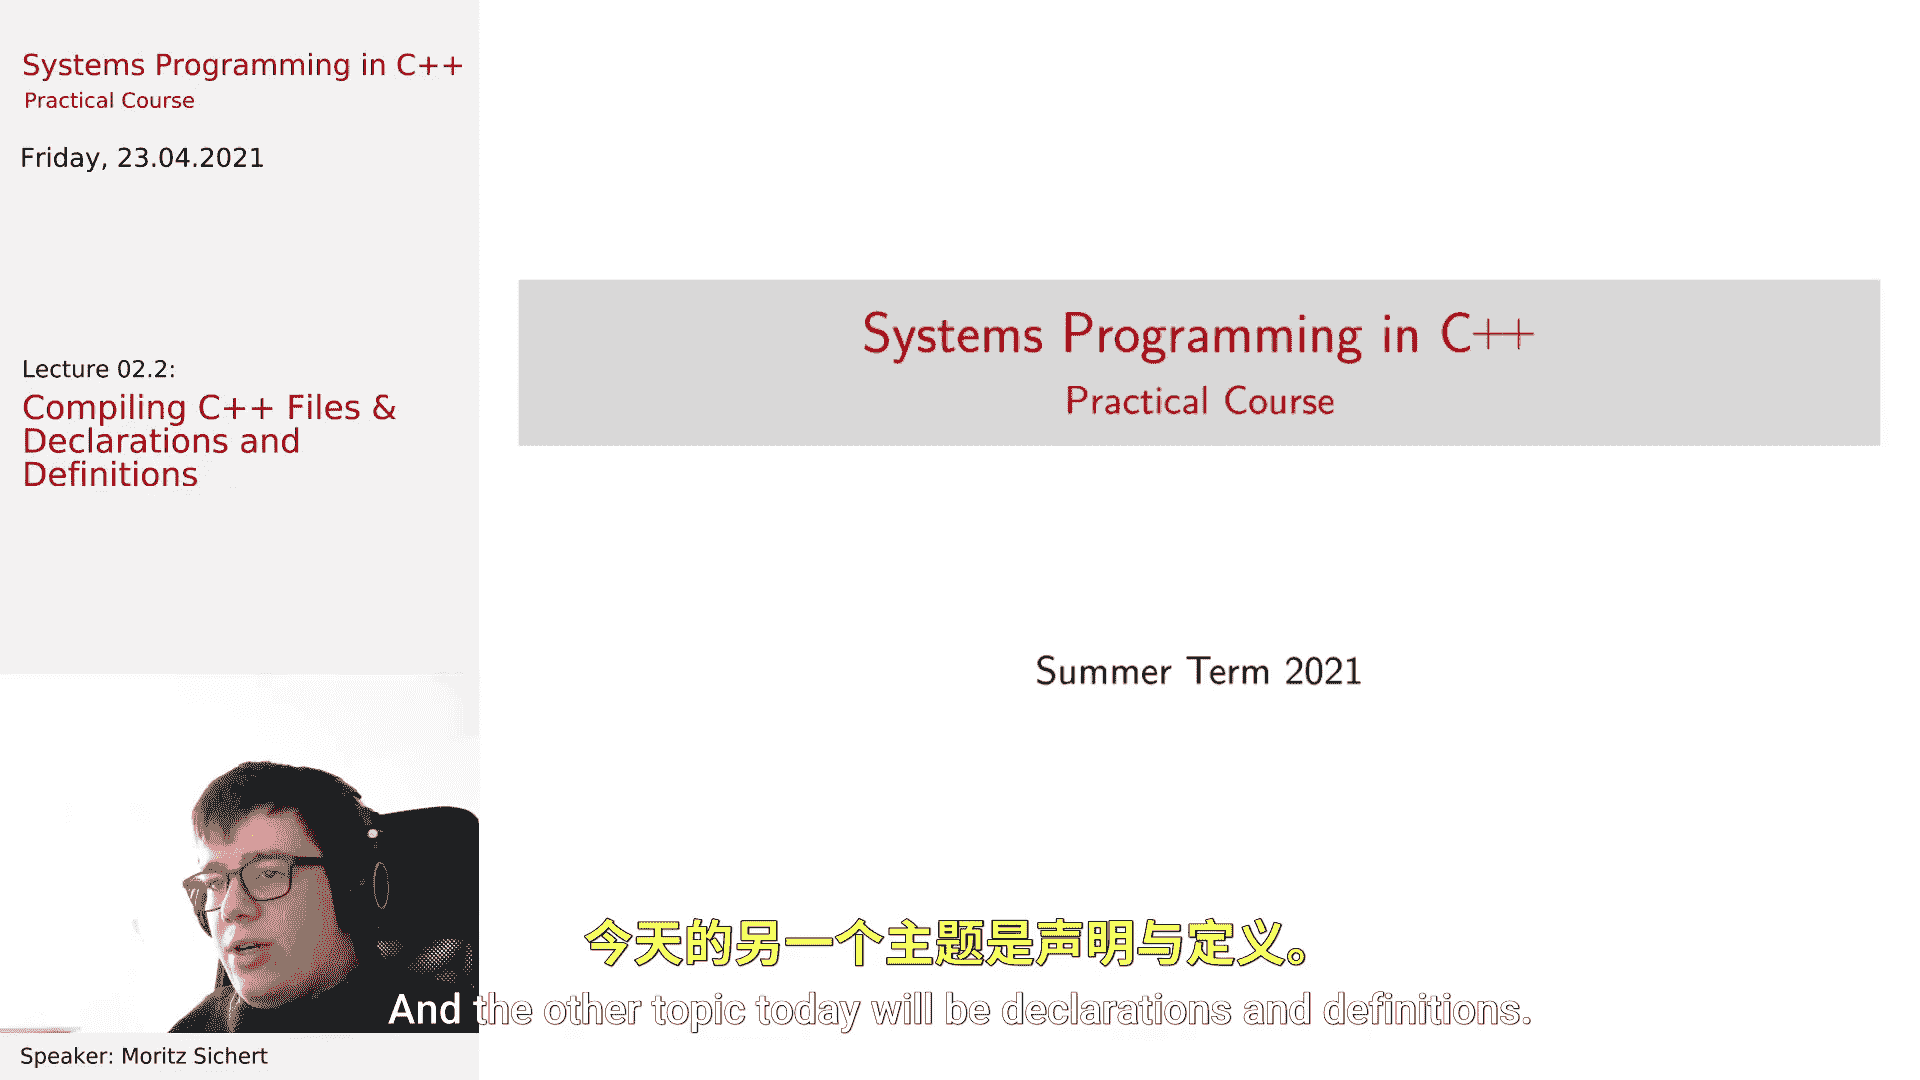 Systems Programming in C++
Practical Course
Friday, 23.04.2021
Lecture 02.2:
Compiling C++ Files &
Declarations and
Definitions
Systems Programming in C++
Practical Course
Summer Term 2021
今天的另一个主题是声明与定义。
And the other topic today will be declarations and definitions.
Speaker: Moritz Sichert